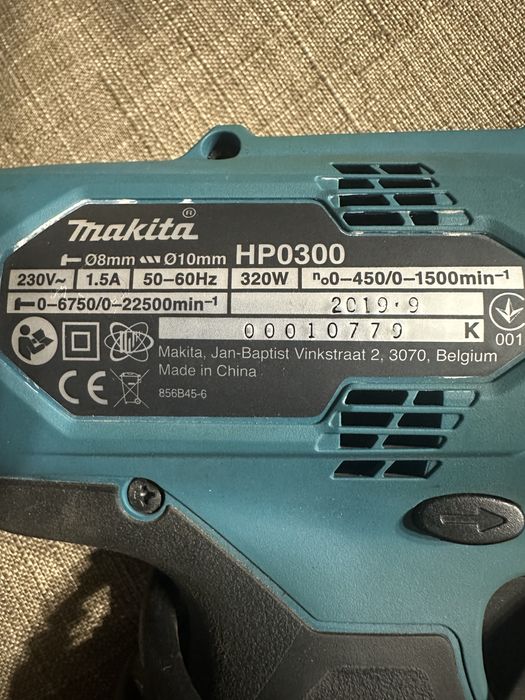 makita®
Ø8mm Ø10mm HP0300
230V~ 1.5A 50–60Hz 320W n₀0–450/0–1500min⁻¹
0–6750/0–22500min⁻¹ 2019·9
00010779 K
001
Makita, Jan-Baptist Vinkstraat 2, 3070, Belgium
Made in China
CE 856B45-6